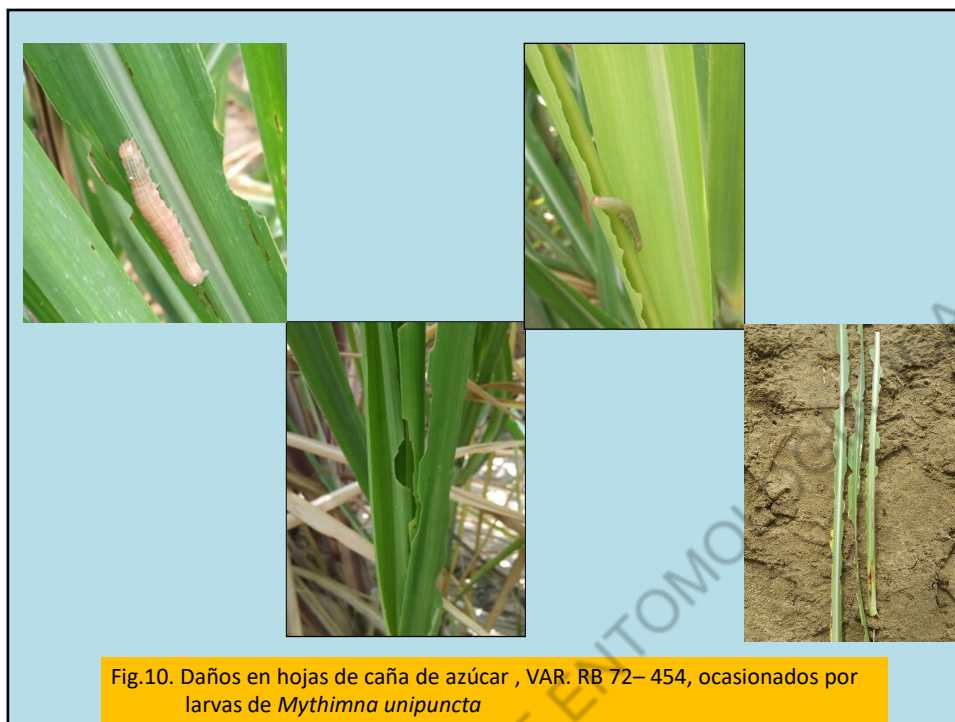 Fig.10. Daños en hojas de caña de azúcar , VAR. RB 72– 454, ocasionados por
larvas de Mythimna unipuncta